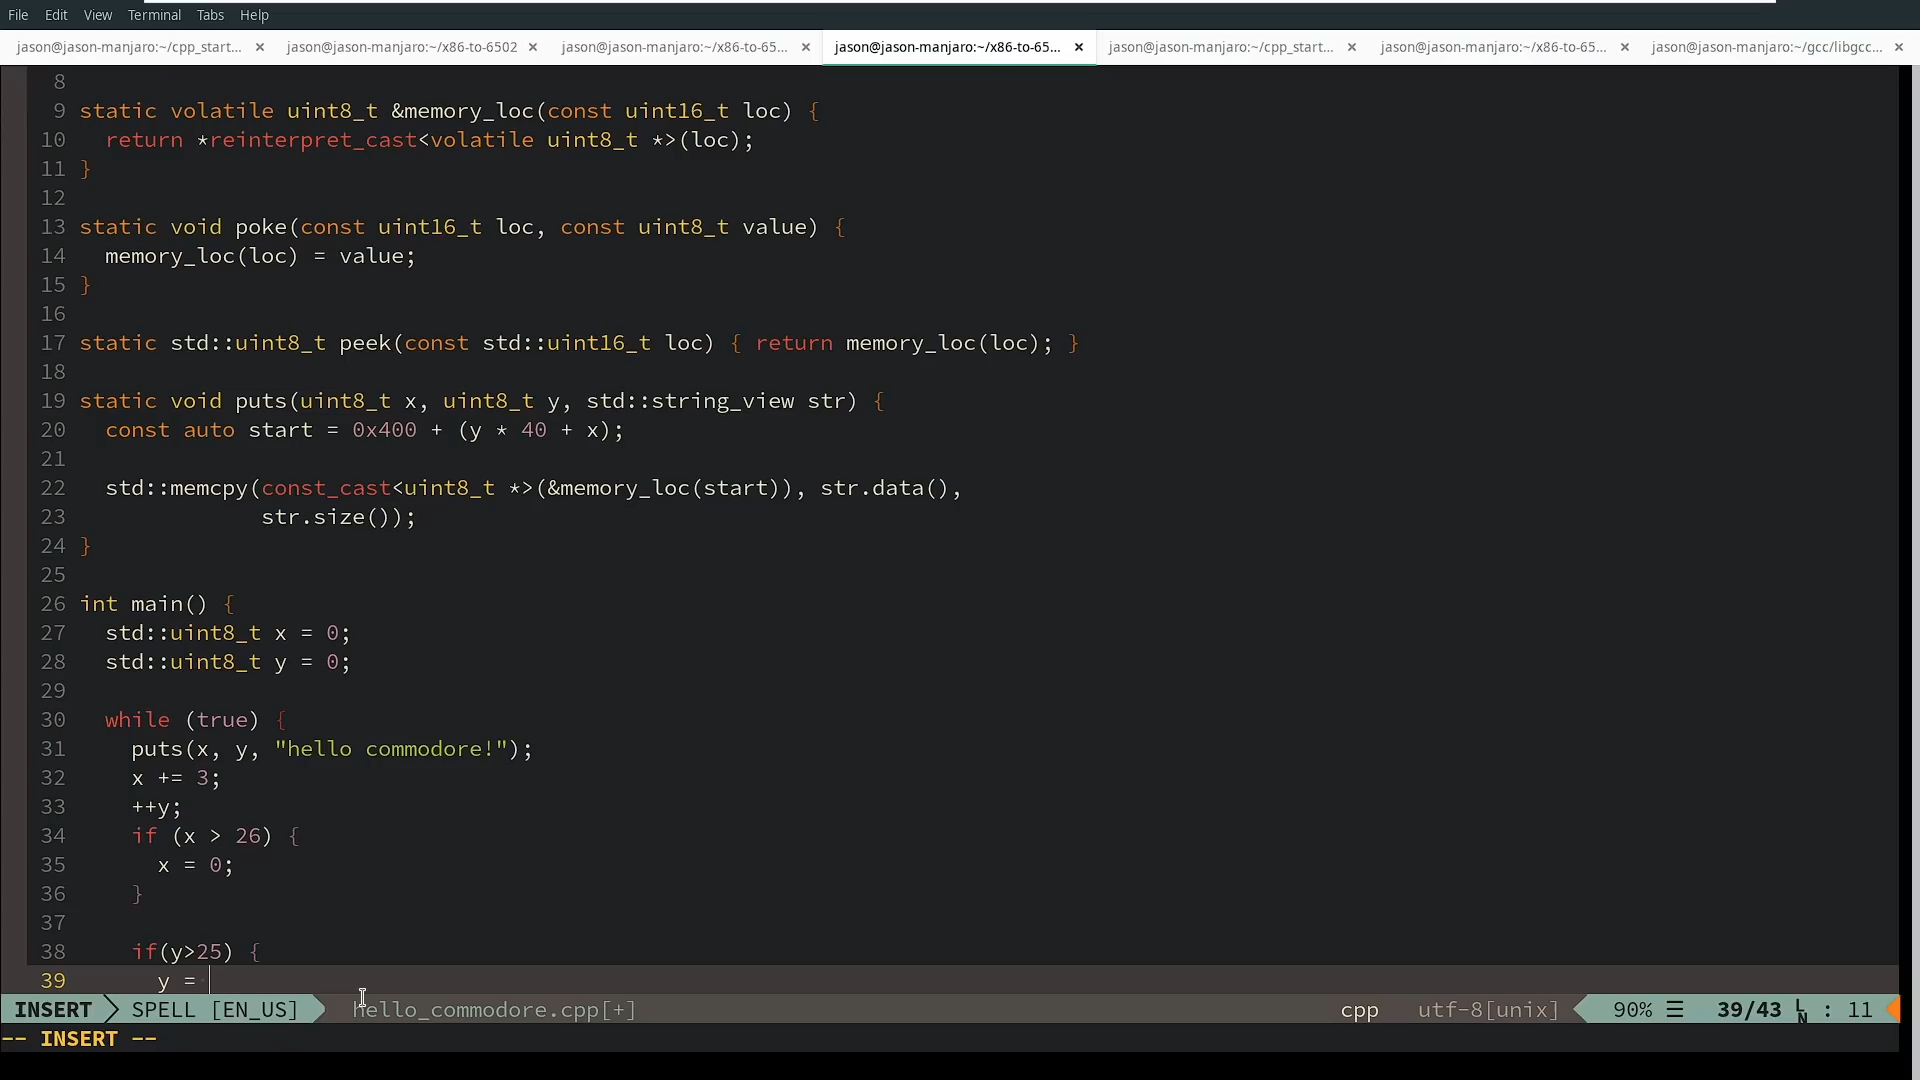 File Edit View Terminal Tabs Help
jason@jason-manjaro:~/cpp_start... × jason@jason-manjaro:~/x86-to-6502 × jason@jason-manjaro:~/x86-to-65... × jason@jason-manjaro:~/x86-to-65... × jason@jason-manjaro:~/cpp_start... × jason@jason-manjaro:~/x86-to-65... × jason@jason-manjaro:~/gcc/libgcc... ×
8
9 static volatile uint8_t &memory_loc(const uint16_t loc) {
10   return *reinterpret_cast<volatile uint8_t *>(loc);
11 }
12
13 static void poke(const uint16_t loc, const uint8_t value) {
14   memory_loc(loc) = value;
15 }
16
17 static std::uint8_t peek(const std::uint16_t loc) { return memory_loc(loc); }
18
19 static void puts(uint8_t x, uint8_t y, std::string_view str) {
20   const auto start = 0x400 + (y * 40 + x);
21
22   std::memcpy(const_cast<uint8_t *>(&memory_loc(start)), str.data(),
23               str.size());
24 }
25
26 int main() {
27   std::uint8_t x = 0;
28   std::uint8_t y = 0;
29
30   while (true) {
31     puts(x, y, "hello commodore!");
32     x += 3;
33     ++y;
34     if (x > 26) {
35       x = 0;
36     }
37
38     if(y>25) {
39       y =
INSERT SPELL [EN_US] hello_commodore.cpp[+] cpp utf-8[unix] 90% ☰ 39/43 LN : 11
-- INSERT --